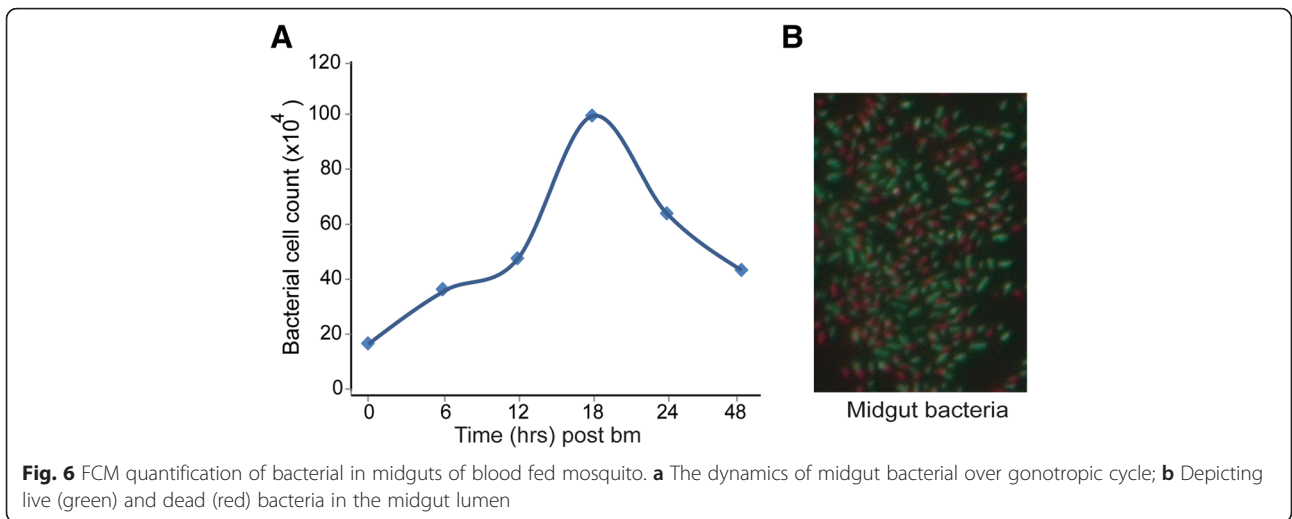 A
B
120
100
80
60
40
20
0
Bacterial cell count (x10⁴ )
0 6 12 18 24 48
Time (hrs) post bm
Midgut bacteria
Fig. 6 FCM quantification of bacterial in midguts of blood fed mosquito. a The dynamics of midgut bacterial over gonotropic cycle; b Depicting
live (green) and dead (red) bacteria in the midgut lumen